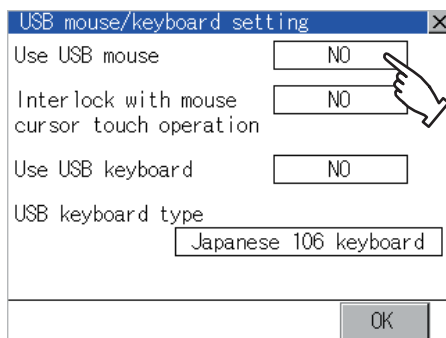 USB mouse/keyboard setting ×
Use USB mouse NO
Interlock with mouse NO
cursor touch operation
Use USB keyboard NO
USB keyboard type
Japanese 106 keyboard
OK